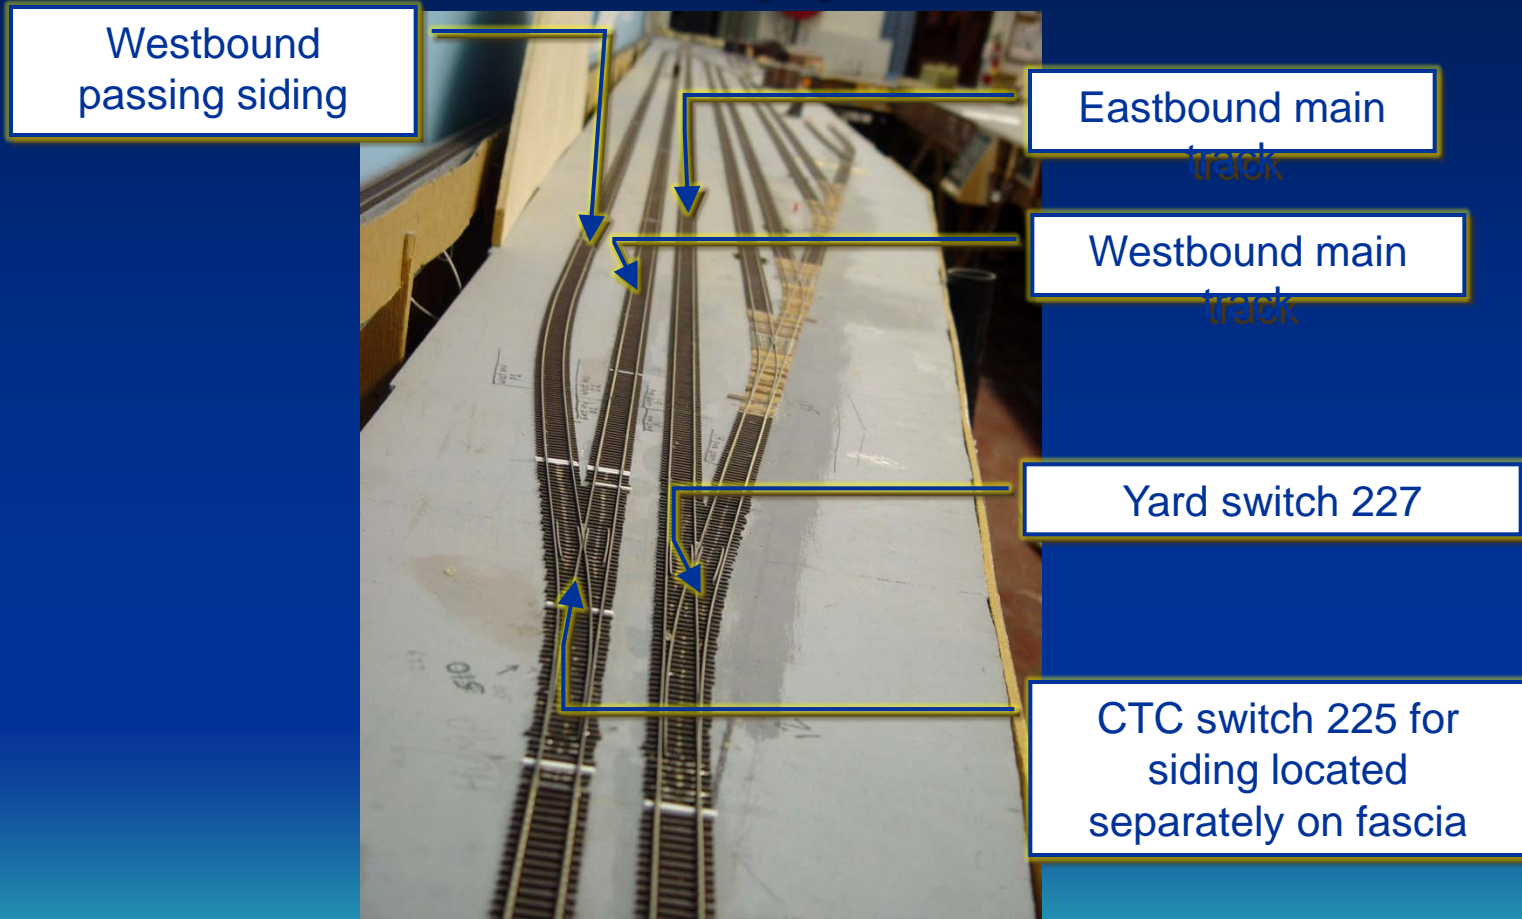 Westbound
passing siding
Eastbound main
track
Westbound main
track
Yard switch 227
CTC switch 225 for
siding located
separately on fascia
510